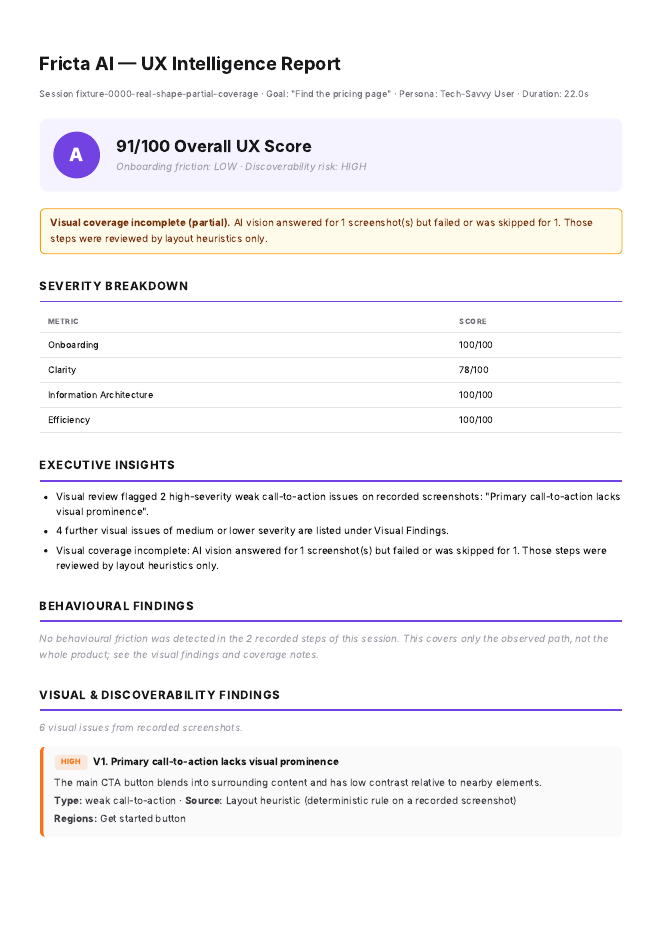 Fricta AI — UX Intelligence Report
Session fixture-0000-real-shape-partial-coverage · Goal: "Find the pricing page" · Persona: Tech-Savvy User · Duration: 22.0s
A
91/100 Overall UX Score
Onboarding friction: LOW · Discoverability risk: HIGH
Visual coverage incomplete (partial). AI vision answered for 1 screenshot(s) but failed or was skipped for 1. Those
steps were reviewed by layout heuristics only.
SEVERITY BREAKDOWN
METRIC SCORE
Onboarding 100/100
Clarity 78/100
Information Architecture 100/100
Efficiency 100/100
EXECUTIVE INSIGHTS
• Visual review flagged 2 high-severity weak call-to-action issues on recorded screenshots: "Primary call-to-action lacks
visual prominence".
• 4 further visual issues of medium or lower severity are listed under Visual Findings.
• Visual coverage incomplete: AI vision answered for 1 screenshot(s) but failed or was skipped for 1. Those steps were
reviewed by layout heuristics only.
BEHAVIOURAL FINDINGS
No behavioural friction was detected in the 2 recorded steps of this session. This covers only the observed path, not the
whole product; see the visual findings and coverage notes.
VISUAL & DISCOVERABILITY FINDINGS
6 visual issues from recorded screenshots.
HIGH V1. Primary call-to-action lacks visual prominence
The main CTA button blends into surrounding content and has low contrast relative to nearby elements.
Type: weak call-to-action · Source: Layout heuristic (deterministic rule on a recorded screenshot)
Regions: Get started button